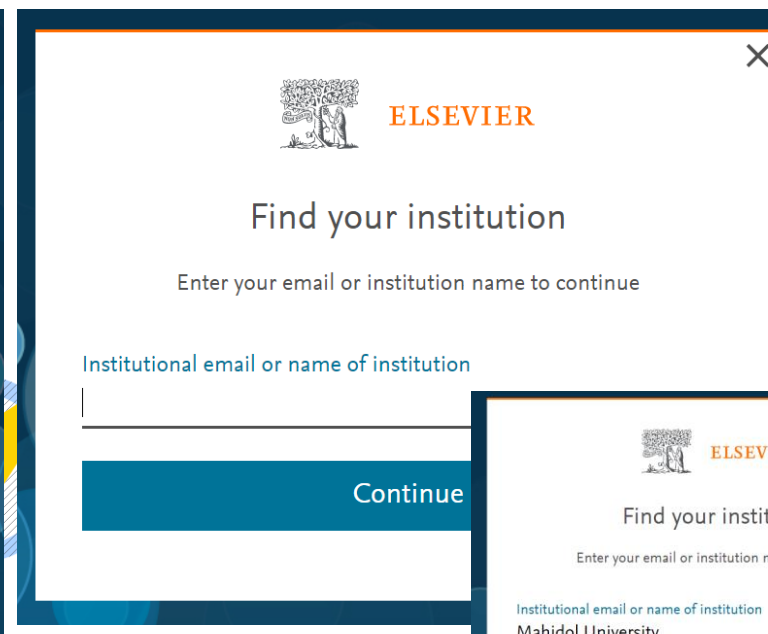 ELSEVIER
Find your institution
Enter your email or institution name to continue
Institutional email or name of institution
Continue
ELSEV
Find your instit
Enter your email or institution n
Institutional email or name of institution
Mahidol University